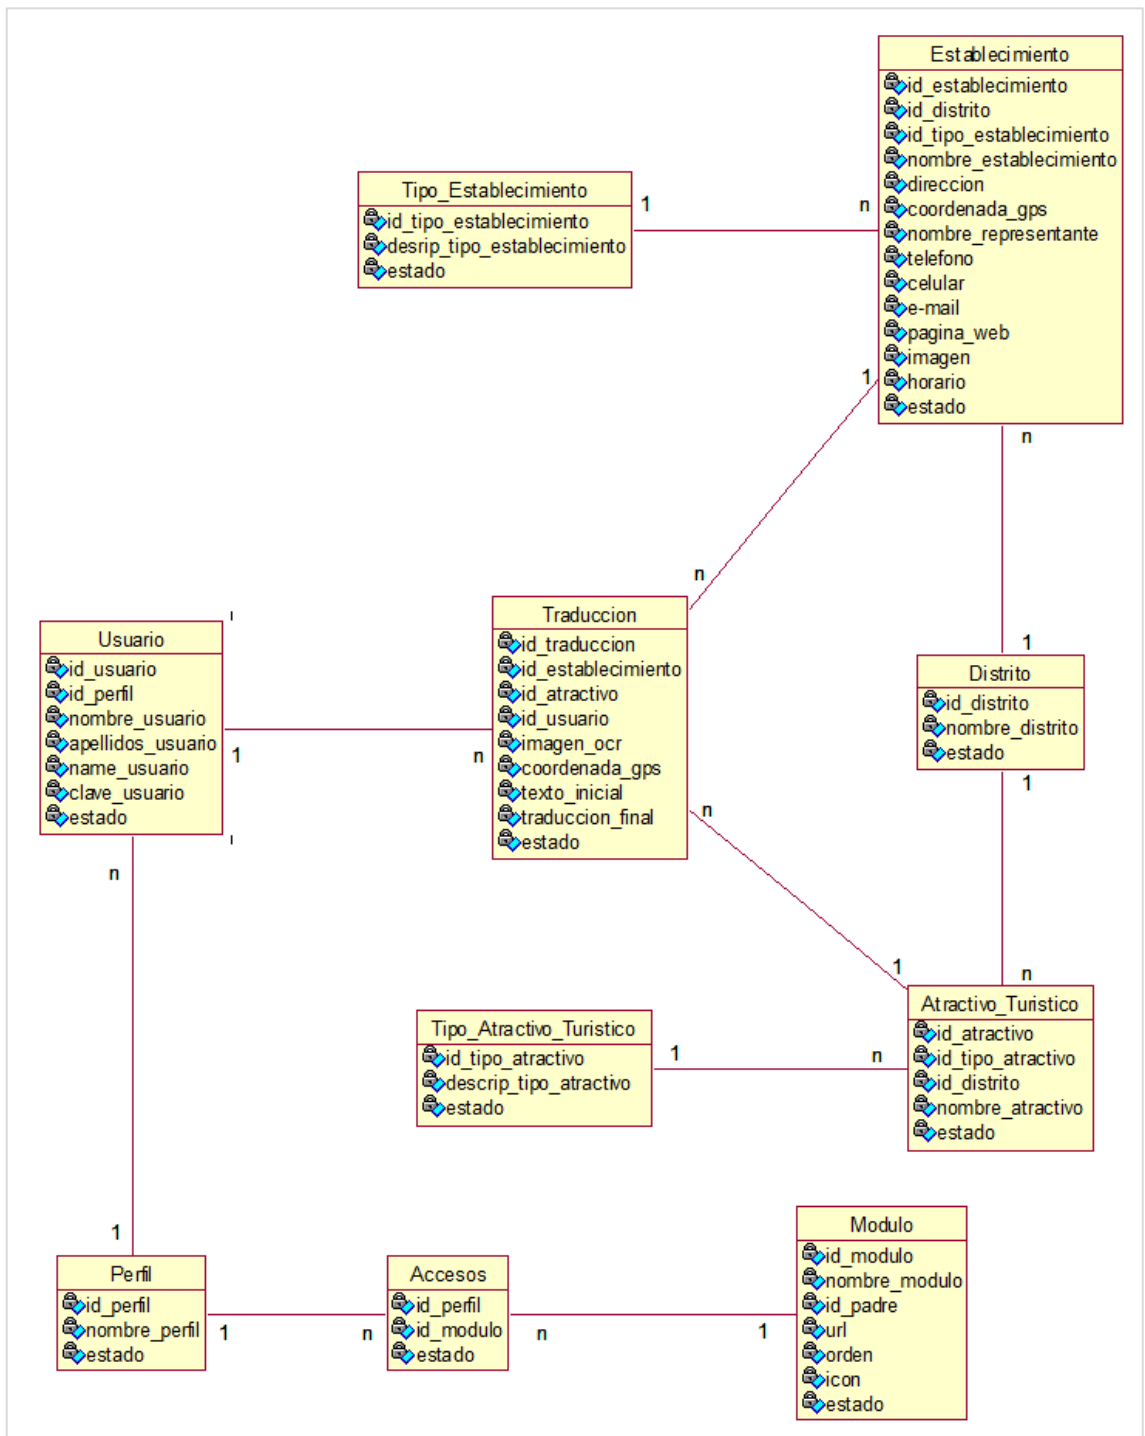 Establecimiento
id_establecimiento
id_distrito
id_tipo_establecimiento
nombre_establecimiento
direccion
coordenada_gps
nombre_representante
telefono
celular
e-mail
pagina_web
imagen
horario
estado
Tipo_Establecimiento
id_tipo_establecimiento
desrip_tipo_establecimiento
estado
1
n
1
n
n
1
Traduccion
id_traduccion
id_establecimiento
id_atractivo
id_usuario
imagen_ocr
coordenada_gps
texto_inicial
traduccion_final
estado
Usuario
id_usuario
id_perfil
nombre_usuario
apellidos_usuario
name_usuario
clave_usuario
estado
1
n
Distrito
id_distrito
nombre_distrito
estado
1
n
n
1
n
Atractivo_Turistico
id_atractivo
id_tipo_atractivo
id_distrito
nombre_atractivo
estado
Tipo_Atractivo_Turistico
id_tipo_atractivo
descrip_tipo_atractivo
estado
1
n
1
Perfil
id_perfil
nombre_perfil
estado
1
n
Accesos
id_perfil
id_modulo
estado
n
1
Modulo
id_modulo
nombre_modulo
id_padre
url
orden
icon
estado